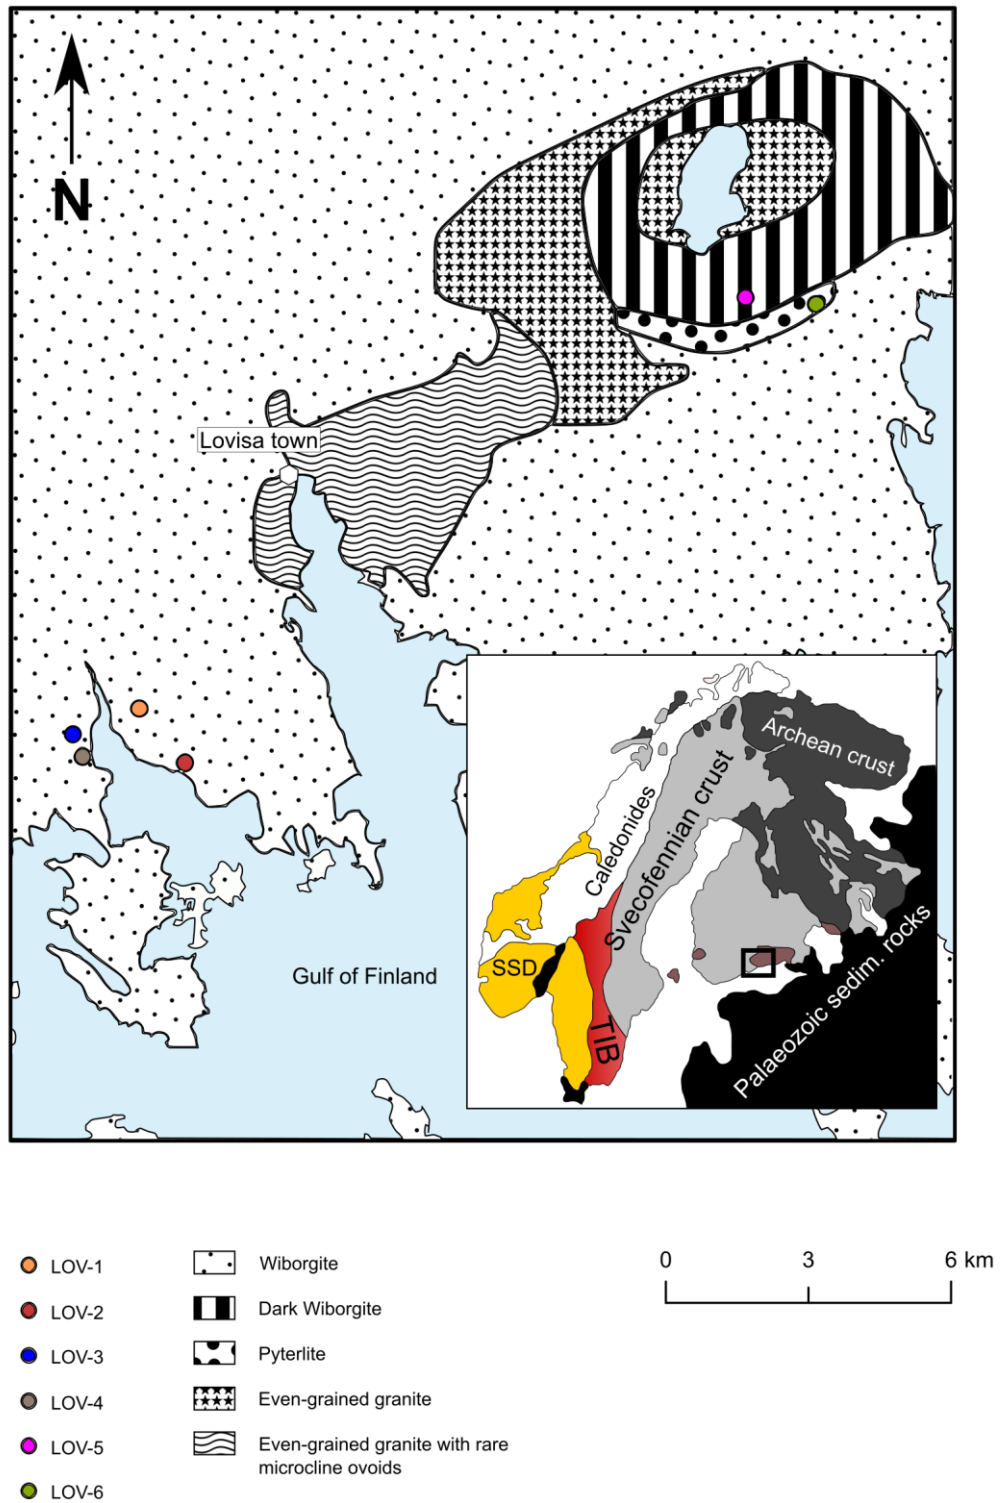 N
Lovisa town
Gulf of Finland
Archean crust
Caledonides
Svecofennian crust
SSD
TIB
Palaeozoic sedim. rocks
LOV-1
LOV-2
LOV-3
LOV-4
LOV-5
LOV-6
Wiborgite
Dark Wiborgite
Pyterlite
Even-grained granite
Even-grained granite with rare
microcline ovoids
0 3 6 km